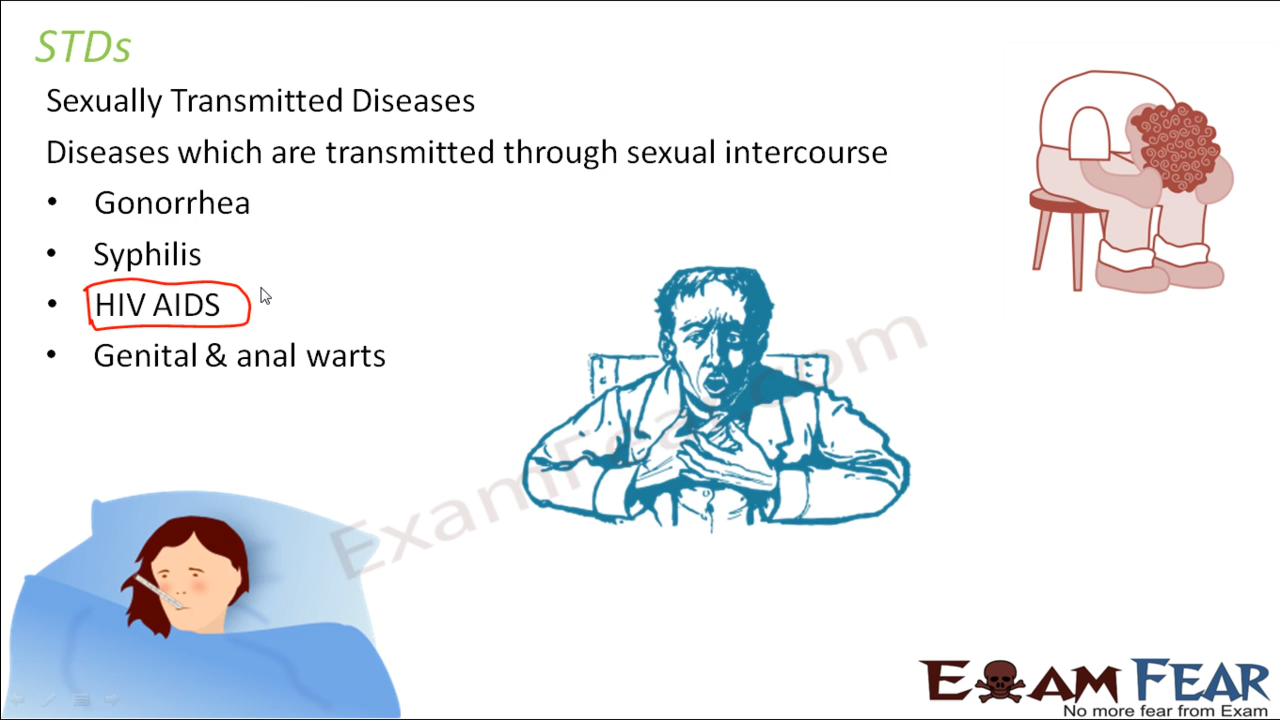 STDs
Sexually Transmitted Diseases
Diseases which are transmitted through sexual intercourse
• Gonorrhea
• Syphilis
• HIV AIDS
• Genital & anal warts
ExamFear.com
EXAM FEAR
No more fear from Exam